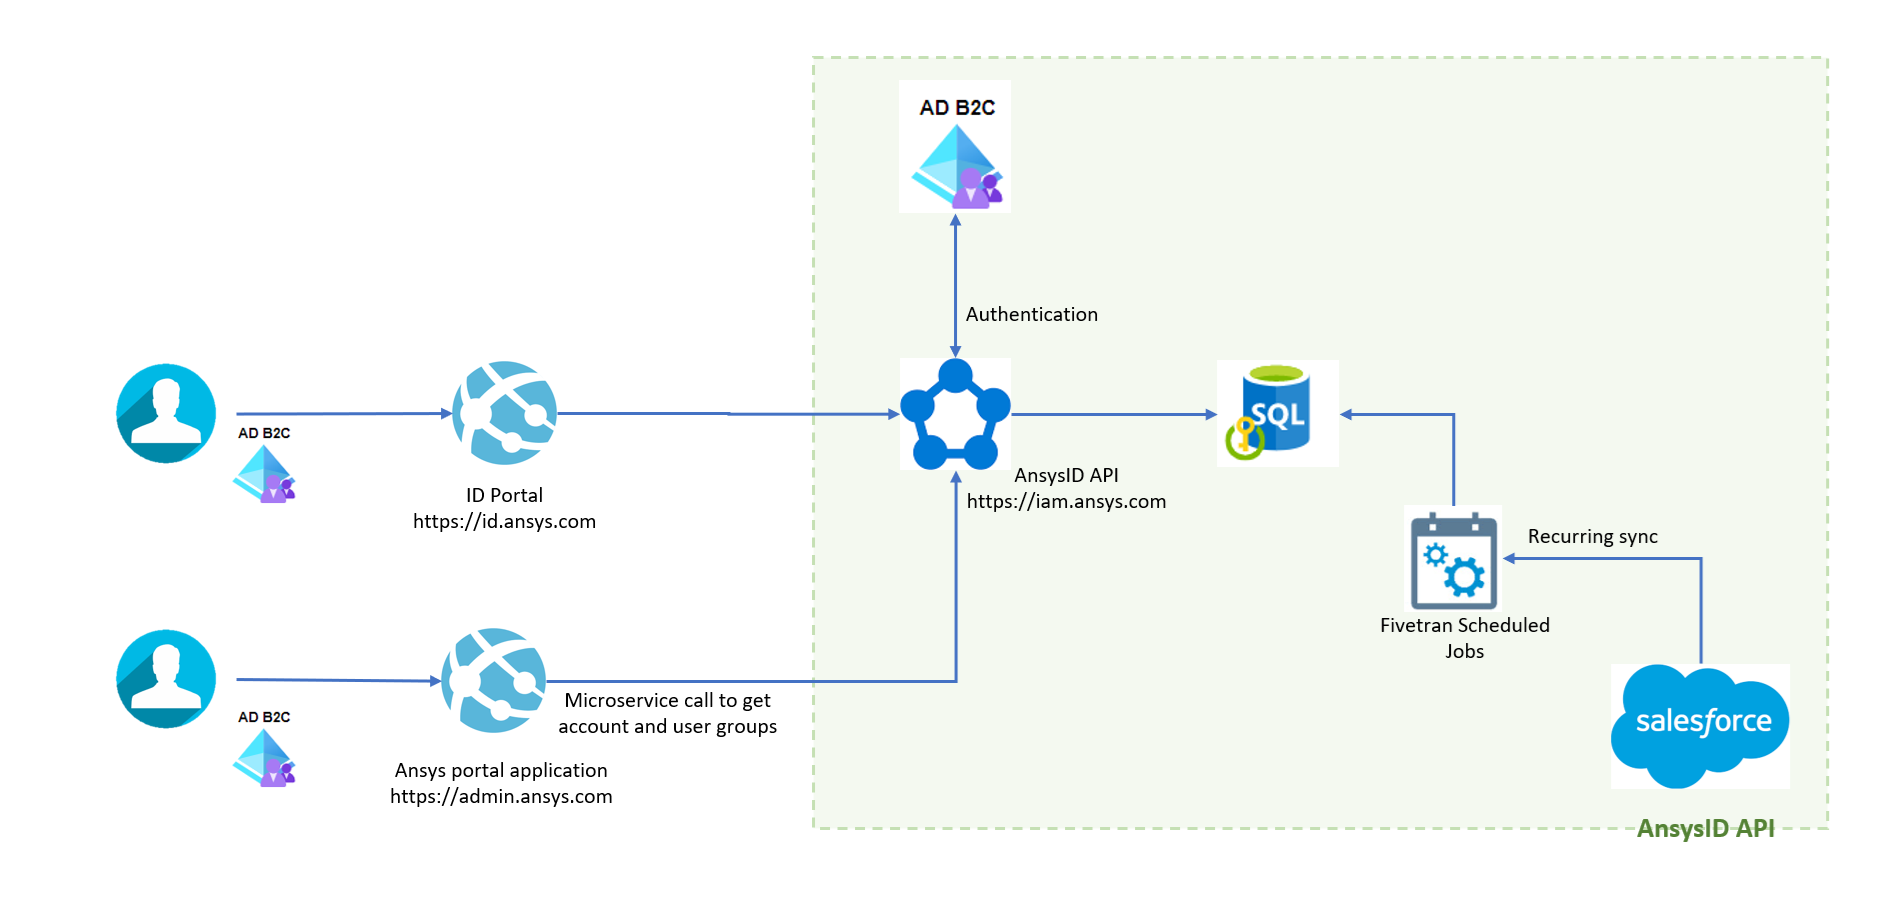 AD B2C
Authentication
AD B2C
SQL
AnsysID API
https://iam.ansys.com
ID Portal
https://id.ansys.com
Recurring sync
Fivetran Scheduled
Jobs
AD B2C
Microservice call to get
account and user groups
salesforce
Ansys portal application
https://admin.ansys.com
AnsysID API